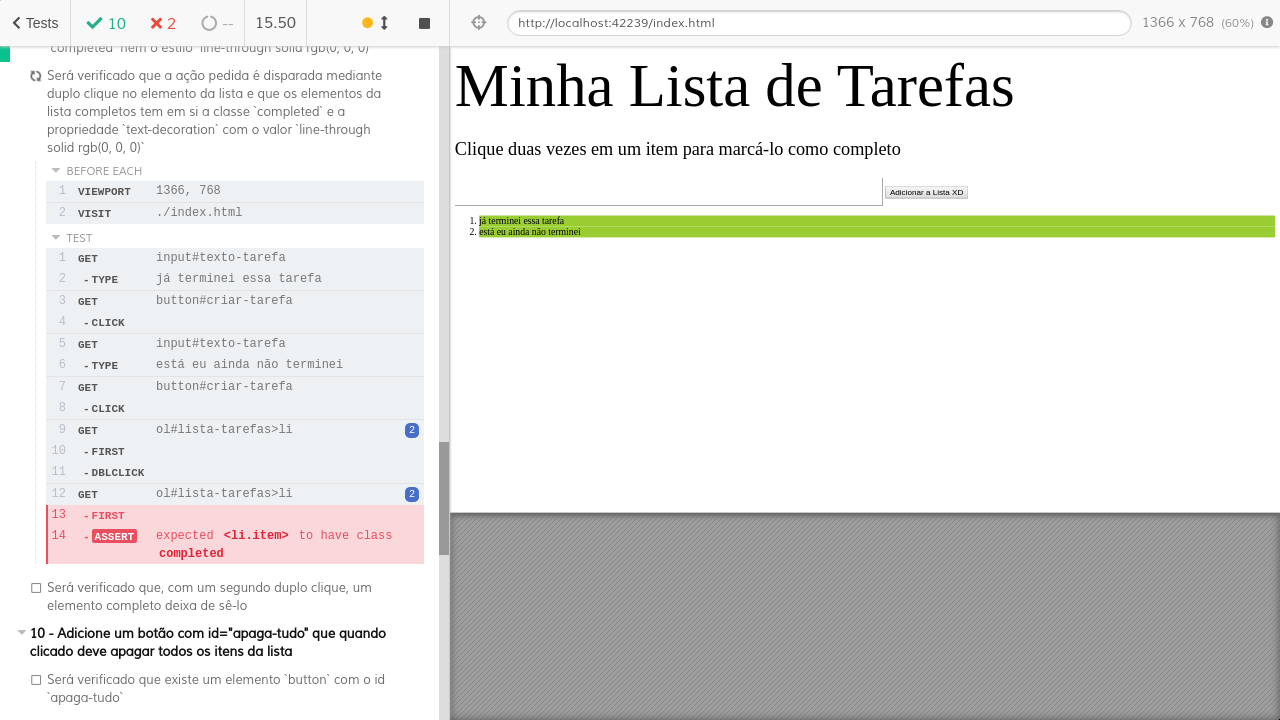 Tests
10
2
--
15.50
http://localhost:42239/index.html
1366 x 768 (60%)
`completed` nem o estilo `line-through solid rgb(0, 0, 0)`
Será verificado que a ação pedida é disparada mediante
duplo clique no elemento da lista e que os elementos da
lista completos tem em si a classe `completed` e a
propriedade `text-decoration` com o valor `line-through
solid rgb(0, 0, 0)`
BEFORE EACH
1 VIEWPORT 1366, 768
2 VISIT ./index.html
TEST
1 GET input#texto-tarefa
2 - TYPE já terminei essa tarefa
3 GET button#criar-tarefa
4 - CLICK
5 GET input#texto-tarefa
6 - TYPE está eu ainda não terminei
7 GET button#criar-tarefa
8 - CLICK
9 GET ol#lista-tarefas>li 2
10 - FIRST
11 - DBLCLICK
12 GET ol#lista-tarefas>li 2
13 - FIRST
14 - ASSERT expected <li.item> to have class
completed
Será verificado que, com um segundo duplo clique, um
elemento completo deixa de sê-lo
10 - Adicione um botão com id="apaga-tudo" que quando
clicado deve apagar todos os itens da lista
Será verificado que existe um elemento `button` com o id
`apaga-tudo`
Minha Lista de Tarefas
Clique duas vezes em um item para marcá-lo como completo
Adicionar a Lista XD
1. já terminei essa tarefa
2. está eu ainda não terminei